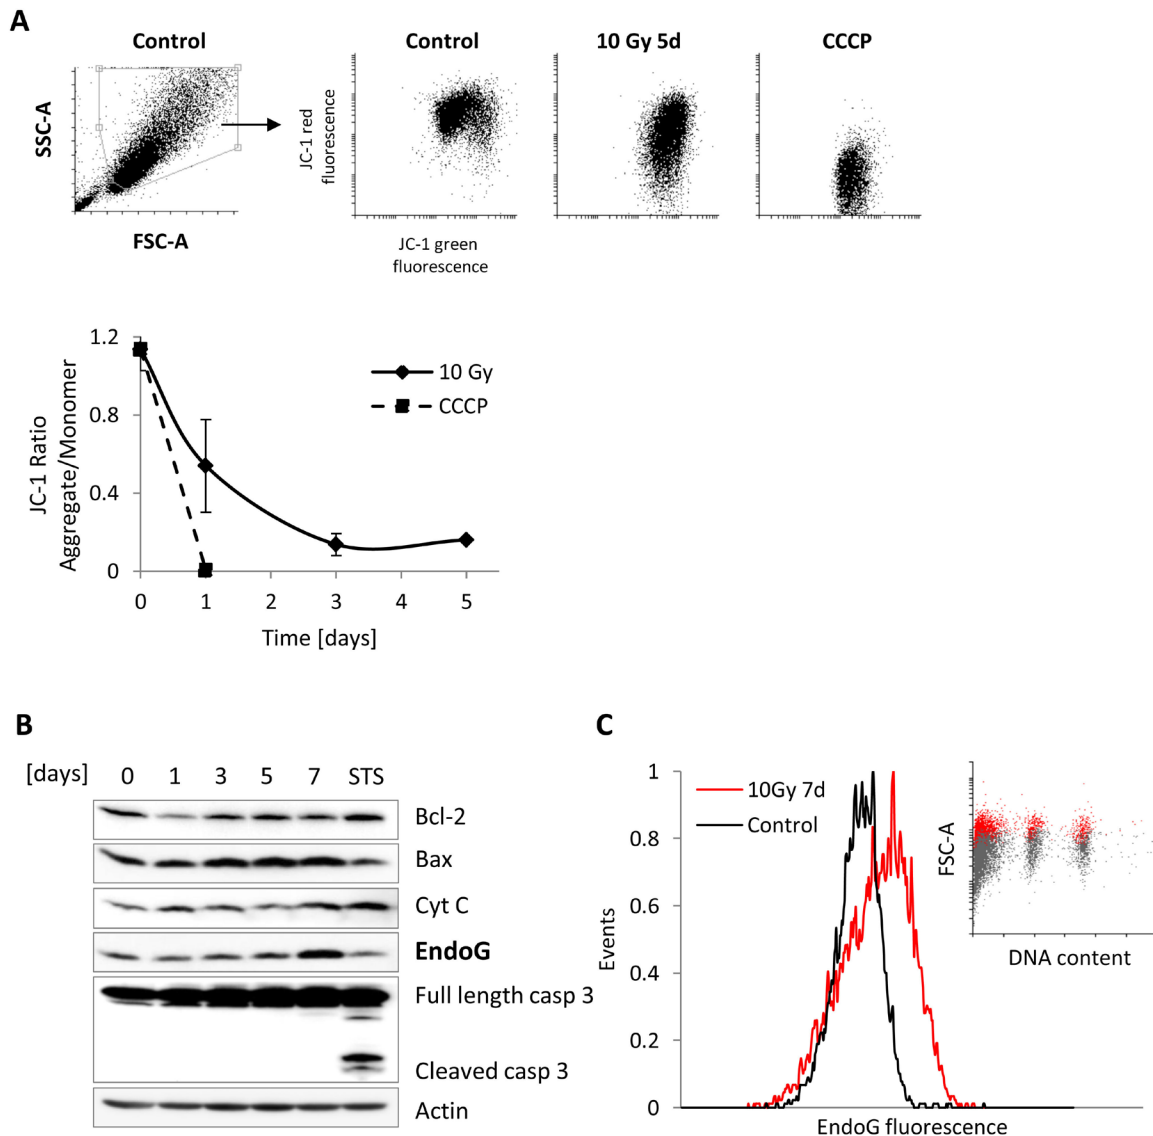 A
Control
Control
10 Gy 5d
CCCP
SSC-A
JC-1 red
fluorescence
FSC-A
JC-1 green
fluorescence
1.2
0.8
0.4
0
JC-1 Ratio
Aggregate/Monomer
10 Gy
CCCP
0 1 2 3 4 5
Time [days]
B
[days] 0 1 3 5 7 STS
Bcl-2
Bax
Cyt C
EndoG
Full length casp 3
Cleaved casp 3
Actin
C
1
0.8
0.6
0.4
0.2
0
Events
10Gy 7d
Control
FSC-A
DNA content
EndoG fluorescence